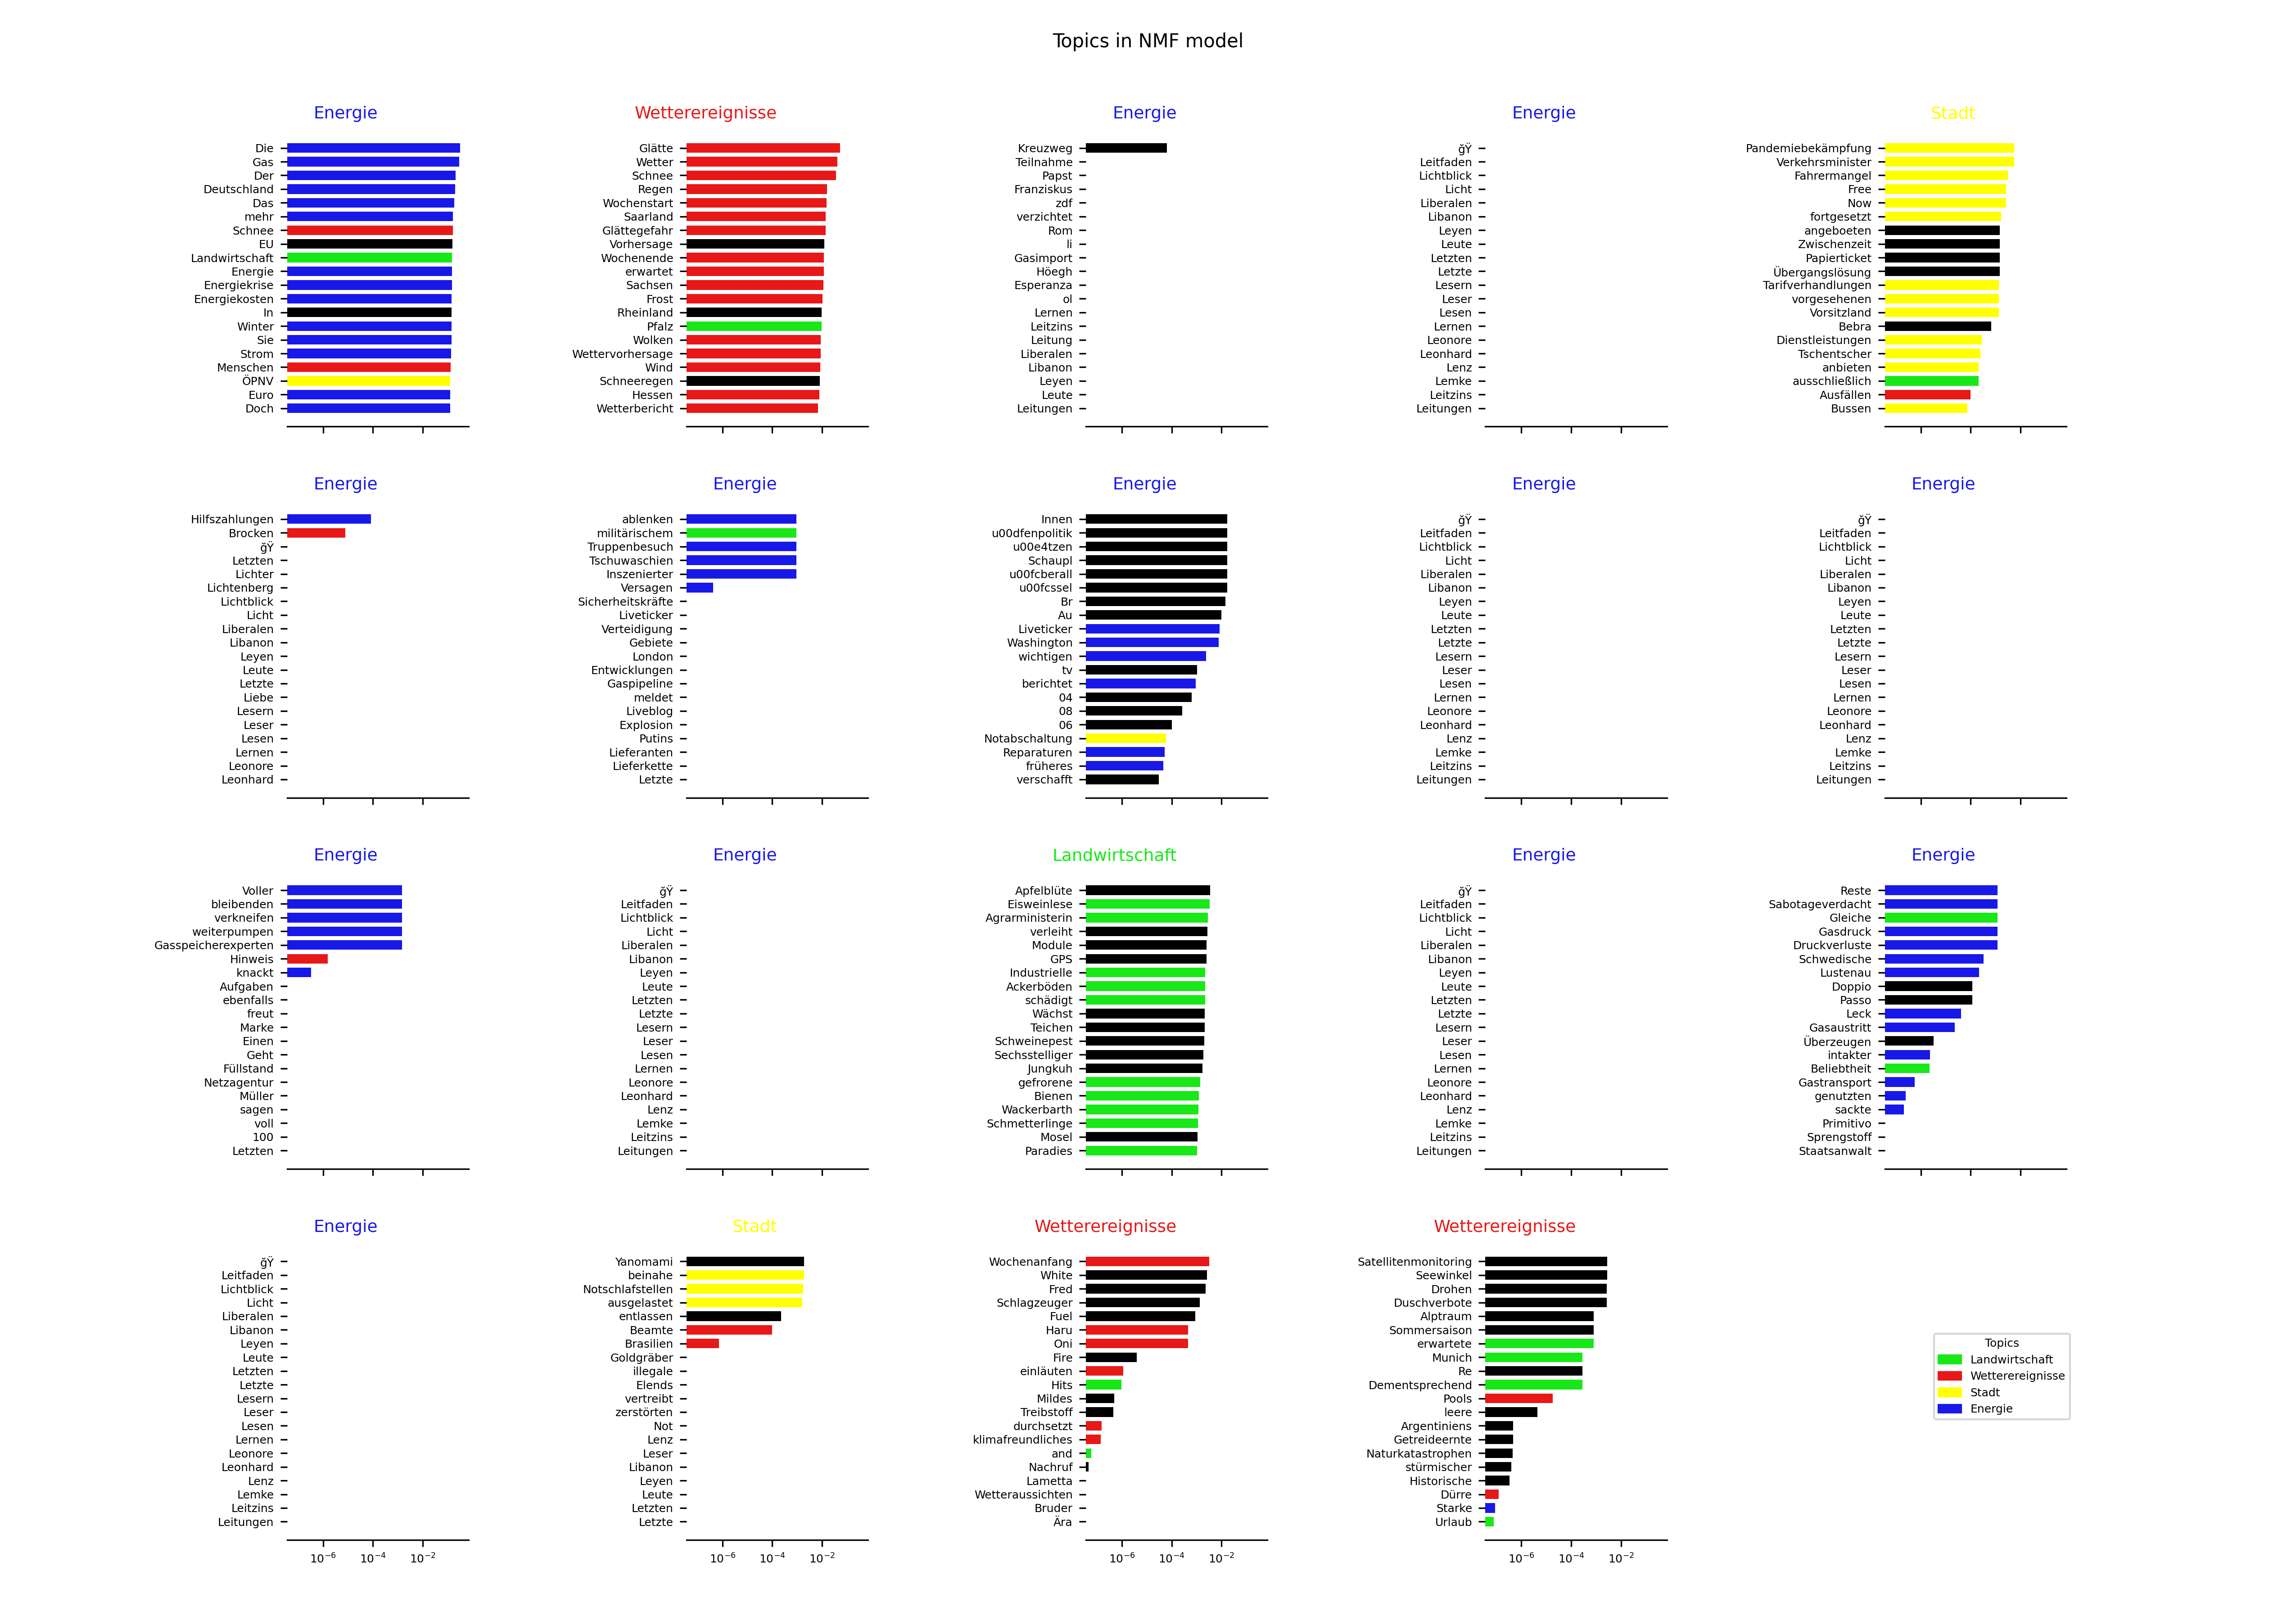 Topics in NMF model
Energie
Die
Gas
Der
Deutschland
Das
mehr
Schnee
EU
Landwirtschaft
Energie
Energiekrise
Energiekosten
In
Winter
Sie
Strom
Menschen
ÖPNV
Euro
Doch
Wetterereignisse
Glätte
Wetter
Schnee
Regen
Wochenstart
Saarland
Glättegefahr
Vorhersage
Wochenende
erwartet
Sachsen
Frost
Rheinland
Pfalz
Wolken
Wettervorhersage
Wind
Schneeregen
Hessen
Wetterbericht
Energie
Kreuzweg
Teilnahme
Papst
Franziskus
zdf
verzichtet
Rom
li
Gasimport
Höegh
Esperanza
ol
Lernen
Leitzins
Leitung
Liberalen
Libanon
Leyen
Leute
Leitungen
Energie
ğŸ
Leitfaden
Lichtblick
Licht
Liberalen
Libanon
Leyen
Leute
Letzten
Letzte
Lesern
Leser
Lesen
Lernen
Leonore
Leonhard
Lenz
Lemke
Leitzins
Leitungen
Stadt
Pandemiebekämpfung
Verkehrsminister
Fahrermangel
Free
Now
fortgesetzt
angeboten
Zwischenzeit
Papierticket
Übergangslösung
Tarifverhandlungen
vorgesehenen
Vorsitzland
Bebra
Dienstleistungen
Tschentscher
anbieten
ausschließlich
Ausfällen
Bussen
Energie
Hilfszahlungen
Brocken
ğŸ
Letzten
Lichter
Lichtenberg
Lichtblick
Licht
Liberalen
Libanon
Leyen
Leute
Letzte
Liebe
Lesern
Leser
Lesen
Lernen
Leonore
Leonhard
Energie
ablenken
militärischem
Truppenbesuch
Tschuwaschien
Inszenierter
Versagen
Sicherheitskräfte
Liveticker
Verteidigung
Gebiete
London
Entwicklungen
Gaspipeline
meldet
Liveblog
Explosion
Putins
Lieferanten
Lieferkette
Letzte
Energie
Innen
u00dfenpolitik
u00e4tzen
Schaupl
u00fcberall
u00fcssel
Br
Au
Liveticker
Washington
wichtigen
tv
berichtet
04
08
06
Notabschaltung
Reparaturen
früheres
verschafft
Energie
ğŸ
Leitfaden
Lichtblick
Licht
Liberalen
Libanon
Leyen
Leute
Letzten
Letzte
Lesern
Leser
Lesen
Lernen
Leonore
Leonhard
Lenz
Lemke
Leitzins
Leitungen
Energie
ğŸ
Leitfaden
Lichtblick
Licht
Liberalen
Libanon
Leyen
Leute
Letzten
Letzte
Lesern
Leser
Lesen
Lernen
Leonore
Leonhard
Lenz
Lemke
Leitzins
Leitungen
Energie
Voller
bleibenden
verkneifen
weiterpumpen
Gasspeicherexperten
Hinweis
knackt
Aufgaben
ebenfalls
freut
Marke
Einen
Geht
Füllstand
Netzagentur
Müller
sagen
voll
100
Letzten
Energie
ğŸ
Leitfaden
Lichtblick
Licht
Liberalen
Libanon
Leyen
Leute
Letzten
Letzte
Lesern
Leser
Lesen
Lernen
Leonore
Leonhard
Lenz
Lemke
Leitzins
Leitungen
Landwirtschaft
Apfelblüte
Eisweinlese
Agrarministerin
verleiht
Module
GPS
Industrielle
Ackerböden
schädigt
Wächst
Teichen
Schweinepest
Sechsstelliger
Jungkuh
gefrorene
Bienen
Wackerbarth
Schmetterlinge
Mosel
Paradies
Energie
ğŸ
Leitfaden
Lichtblick
Licht
Liberalen
Libanon
Leyen
Leute
Letzten
Letzte
Lesern
Leser
Lesen
Lernen
Leonore
Leonhard
Lenz
Lemke
Leitzins
Leitungen
Energie
Reste
Sabotageverdacht
Gleiche
Gasdruck
Druckverluste
Schwedische
Lustenau
Doppio
Passo
Leck
Gasaustritt
Überzeugen
intakter
Beliebtheit
Gastransport
genutzten
sackte
Primitivo
Sprengstoff
Staatsanwalt
Energie
ğŸ
Leitfaden
Lichtblick
Licht
Liberalen
Libanon
Leyen
Leute
Letzten
Letzte
Lesern
Leser
Lesen
Lernen
Leonore
Leonhard
Lenz
Lemke
Leitzins
Leitungen
10⁻⁶ 10⁻⁴ 10⁻²
Stadt
Yanomami
beinahe
Notschlafstellen
ausgelastet
entlassen
Beamte
Brasilien
Goldgräber
illegale
Elends
vertreibt
zerstörten
Not
Lenz
Leser
Libanon
Leyen
Leute
Letzten
Letzte
10⁻⁶ 10⁻⁴ 10⁻²
Wetterereignisse
Wochenanfang
White
Fred
Schlagzeuger
Fuel
Haru
Oni
Fire
einläuten
Hits
Mildes
Treibstoff
durchsetzt
klimafreundliches
and
Nachruf
Lametta
Wetteraussichten
Bruder
Ära
10⁻⁶ 10⁻⁴ 10⁻²
Wetterereignisse
Satellitenmonitoring
Seewinkel
Drohen
Duschverbote
Alptraum
Sommersaison
erwartete
Munich
Re
Dementsprechend
Pools
leere
Argentiniens
Getreideernte
Naturkatastrophen
stürmischer
Historische
Dürre
Starke
Urlaub
10⁻⁶ 10⁻⁴ 10⁻²
Topics
Landwirtschaft
Wetterereignisse
Stadt
Energie